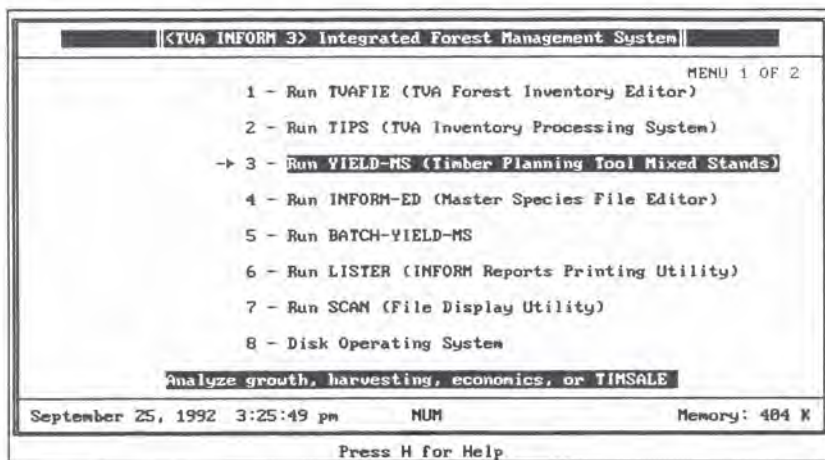 <TVA INFORM 3> Integrated Forest Management System
MENU 1 OF 2
1 - Run TVAFIE (TVA Forest Inventory Editor)
2 - Run TIPS (TVA Inventory Processing System)
→ 3 - Run YIELD-MS (Timber Planning Tool Mixed Stands)
4 - Run INFORM-ED (Master Species File Editor)
5 - Run BATCH-YIELD-MS
6 - Run LISTER (INFORM Reports Printing Utility)
7 - Run SCAN (File Display Utility)
8 - Disk Operating System
Analyze growth, harvesting, economics, or TIMSALE
September 25, 1992 3:25:49 pm NUM Memory: 484 K
Press H for Help